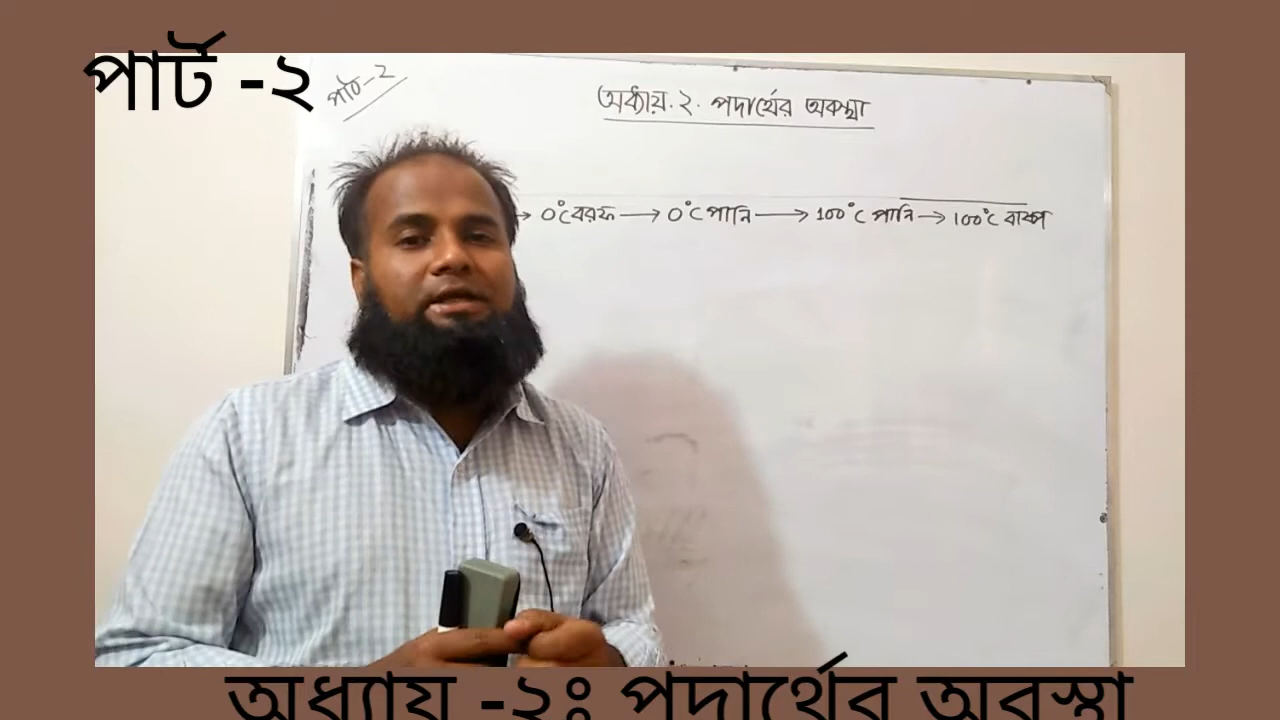 পার্ট -২
পার্ট-২
অধ্যায়.২. পদার্থের অবস্থা
→ 0°C বরফ → 0°C পানি → 100°C পানি → 100°C বাষ্প
অধ্যায় -২ঃ পদার্থের অবস্থা